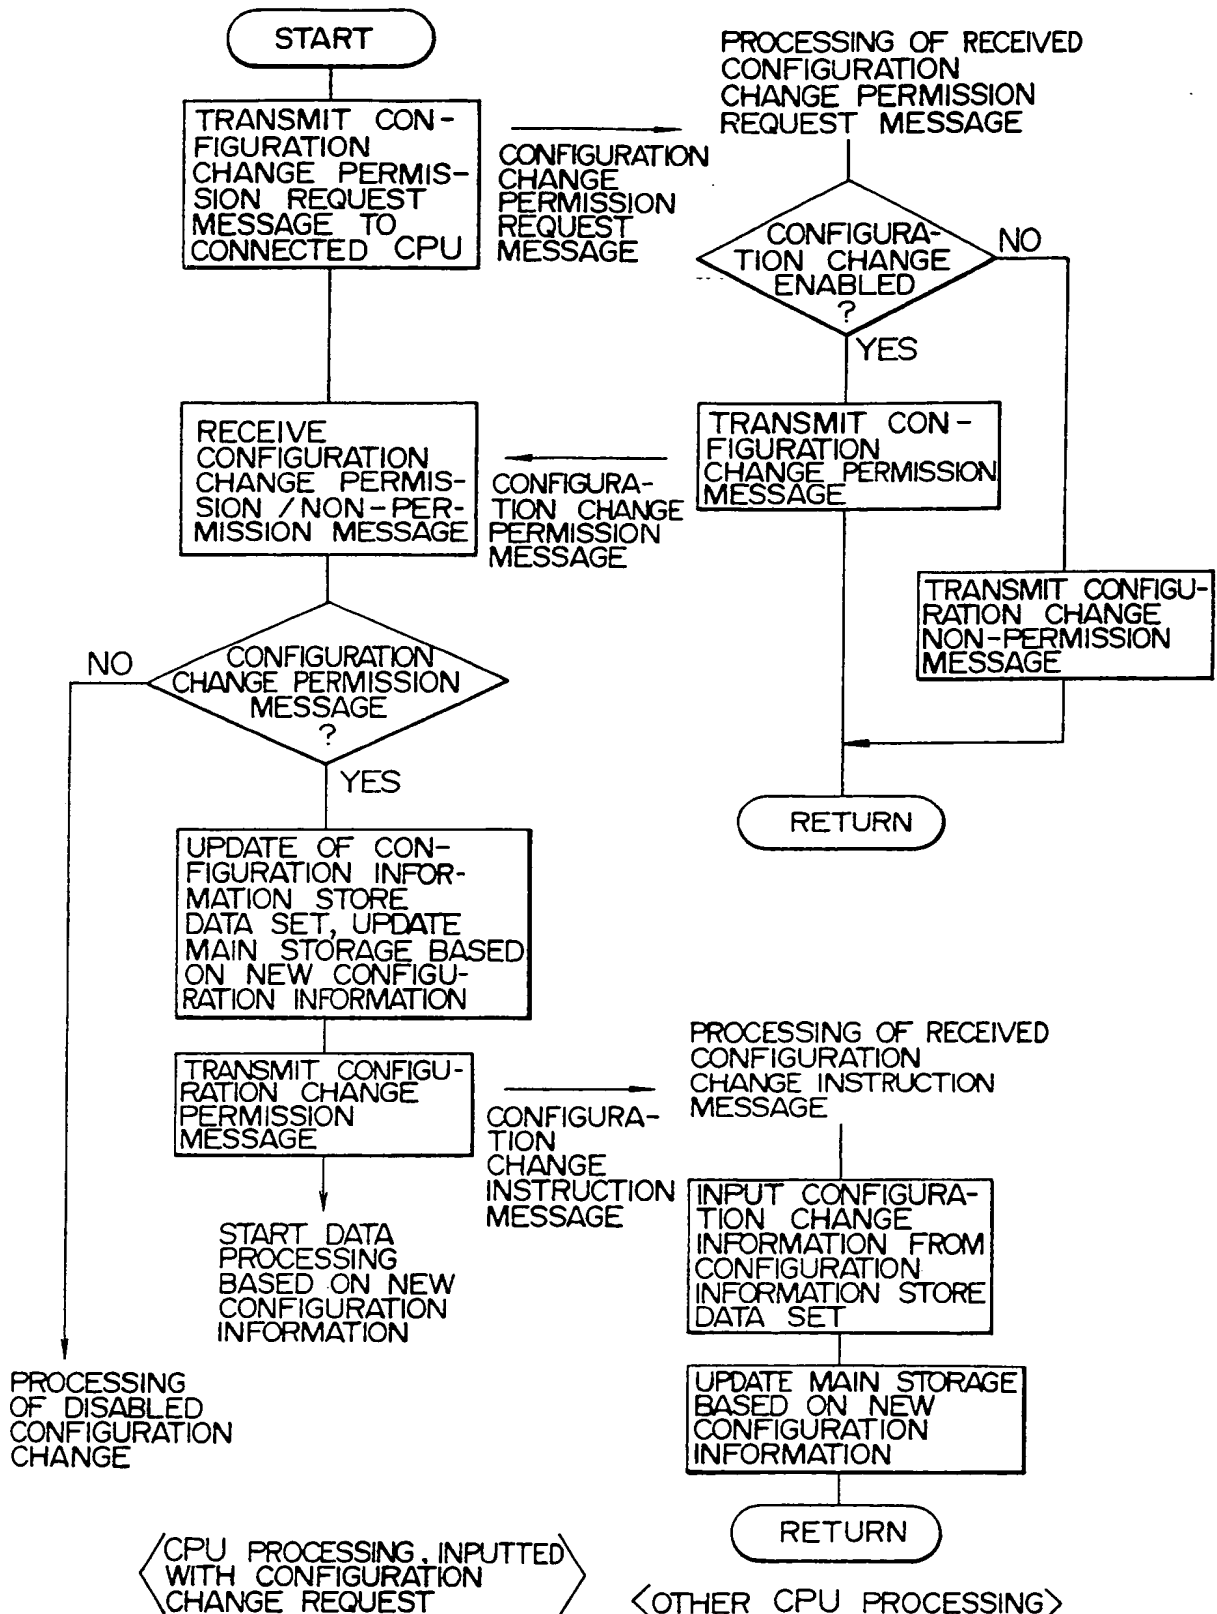 START
TRANSMIT CON-
FIGURATION
CHANGE PERMIS-
SION REQUEST
MESSAGE TO
CONNECTED CPU
CONFIGURATION
CHANGE
PERMISSION
REQUEST
MESSAGE
PROCESSING OF RECEIVED
CONFIGURATION
CHANGE PERMISSION
REQUEST MESSAGE
CONFIGURA-
TION CHANGE
ENABLED
?
NO
YES
TRANSMIT CON-
FIGURATION
CHANGE PERMISSION
MESSAGE
RECEIVE
CONFIGURATION
CHANGE PERMIS-
SION / NON-PER-
MISSION MESSAGE
CONFIGURA-
TION CHANGE
PERMISSION
MESSAGE
TRANSMIT CONFIGU-
RATION CHANGE
NON-PERMISSION
MESSAGE
RETURN
NO
CONFIGURATION
CHANGE PERMISSION
MESSAGE
?
YES
UPDATE OF CON-
FIGURATION INFOR-
MATION STORE
DATA SET, UPDATE
MAIN STORAGE BASED
ON NEW CONFIGU-
RATION INFORMATION
TRANSMIT CONFIGU-
RATION CHANGE
PERMISSION
MESSAGE
CONFIGURA-
TION
CHANGE
INSTRUCTION
MESSAGE
START DATA
PROCESSING
BASED ON NEW
CONFIGURATION
INFORMATION
PROCESSING
OF DISABLED
CONFIGURATION
CHANGE
PROCESSING OF RECEIVED
CONFIGURATION
CHANGE INSTRUCTION
MESSAGE
INPUT CONFIGURA-
TION CHANGE
INFORMATION FROM
CONFIGURATION
INFORMATION STORE
DATA SET
UPDATE MAIN STORAGE
BASED ON NEW
CONFIGURATION
INFORMATION
RETURN
<CPU PROCESSING, INPUTTED
WITH CONFIGURATION
CHANGE REQUEST>
<OTHER CPU PROCESSING>